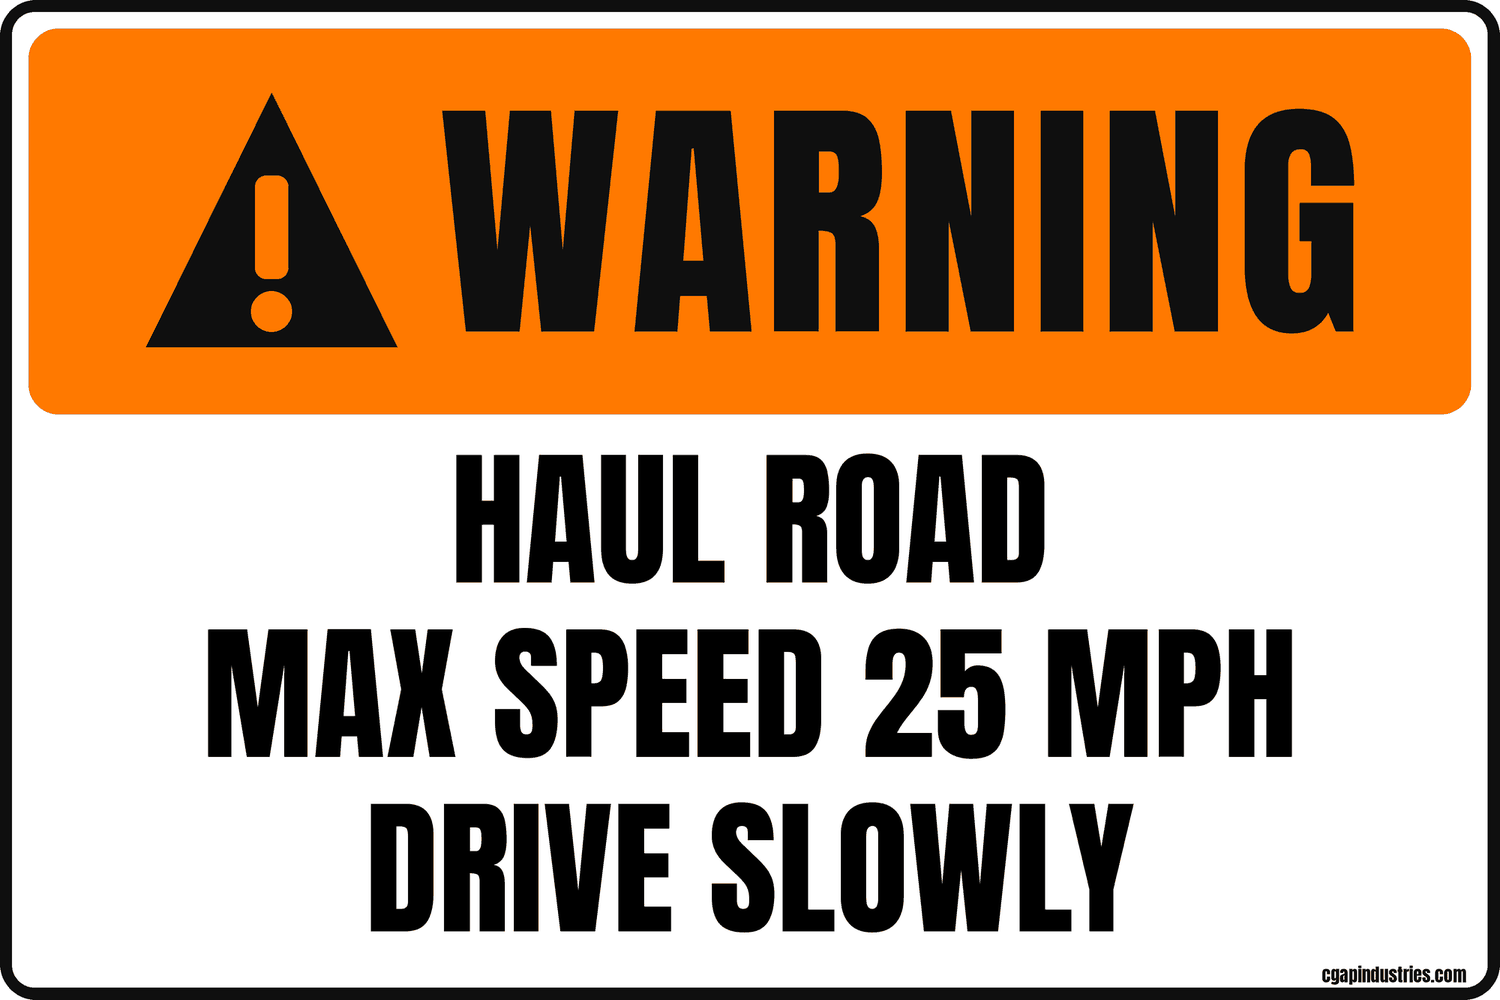 WARNING
HAUL ROAD
MAX SPEED 25 MPH
DRIVE SLOWLY
cgapindustries.com